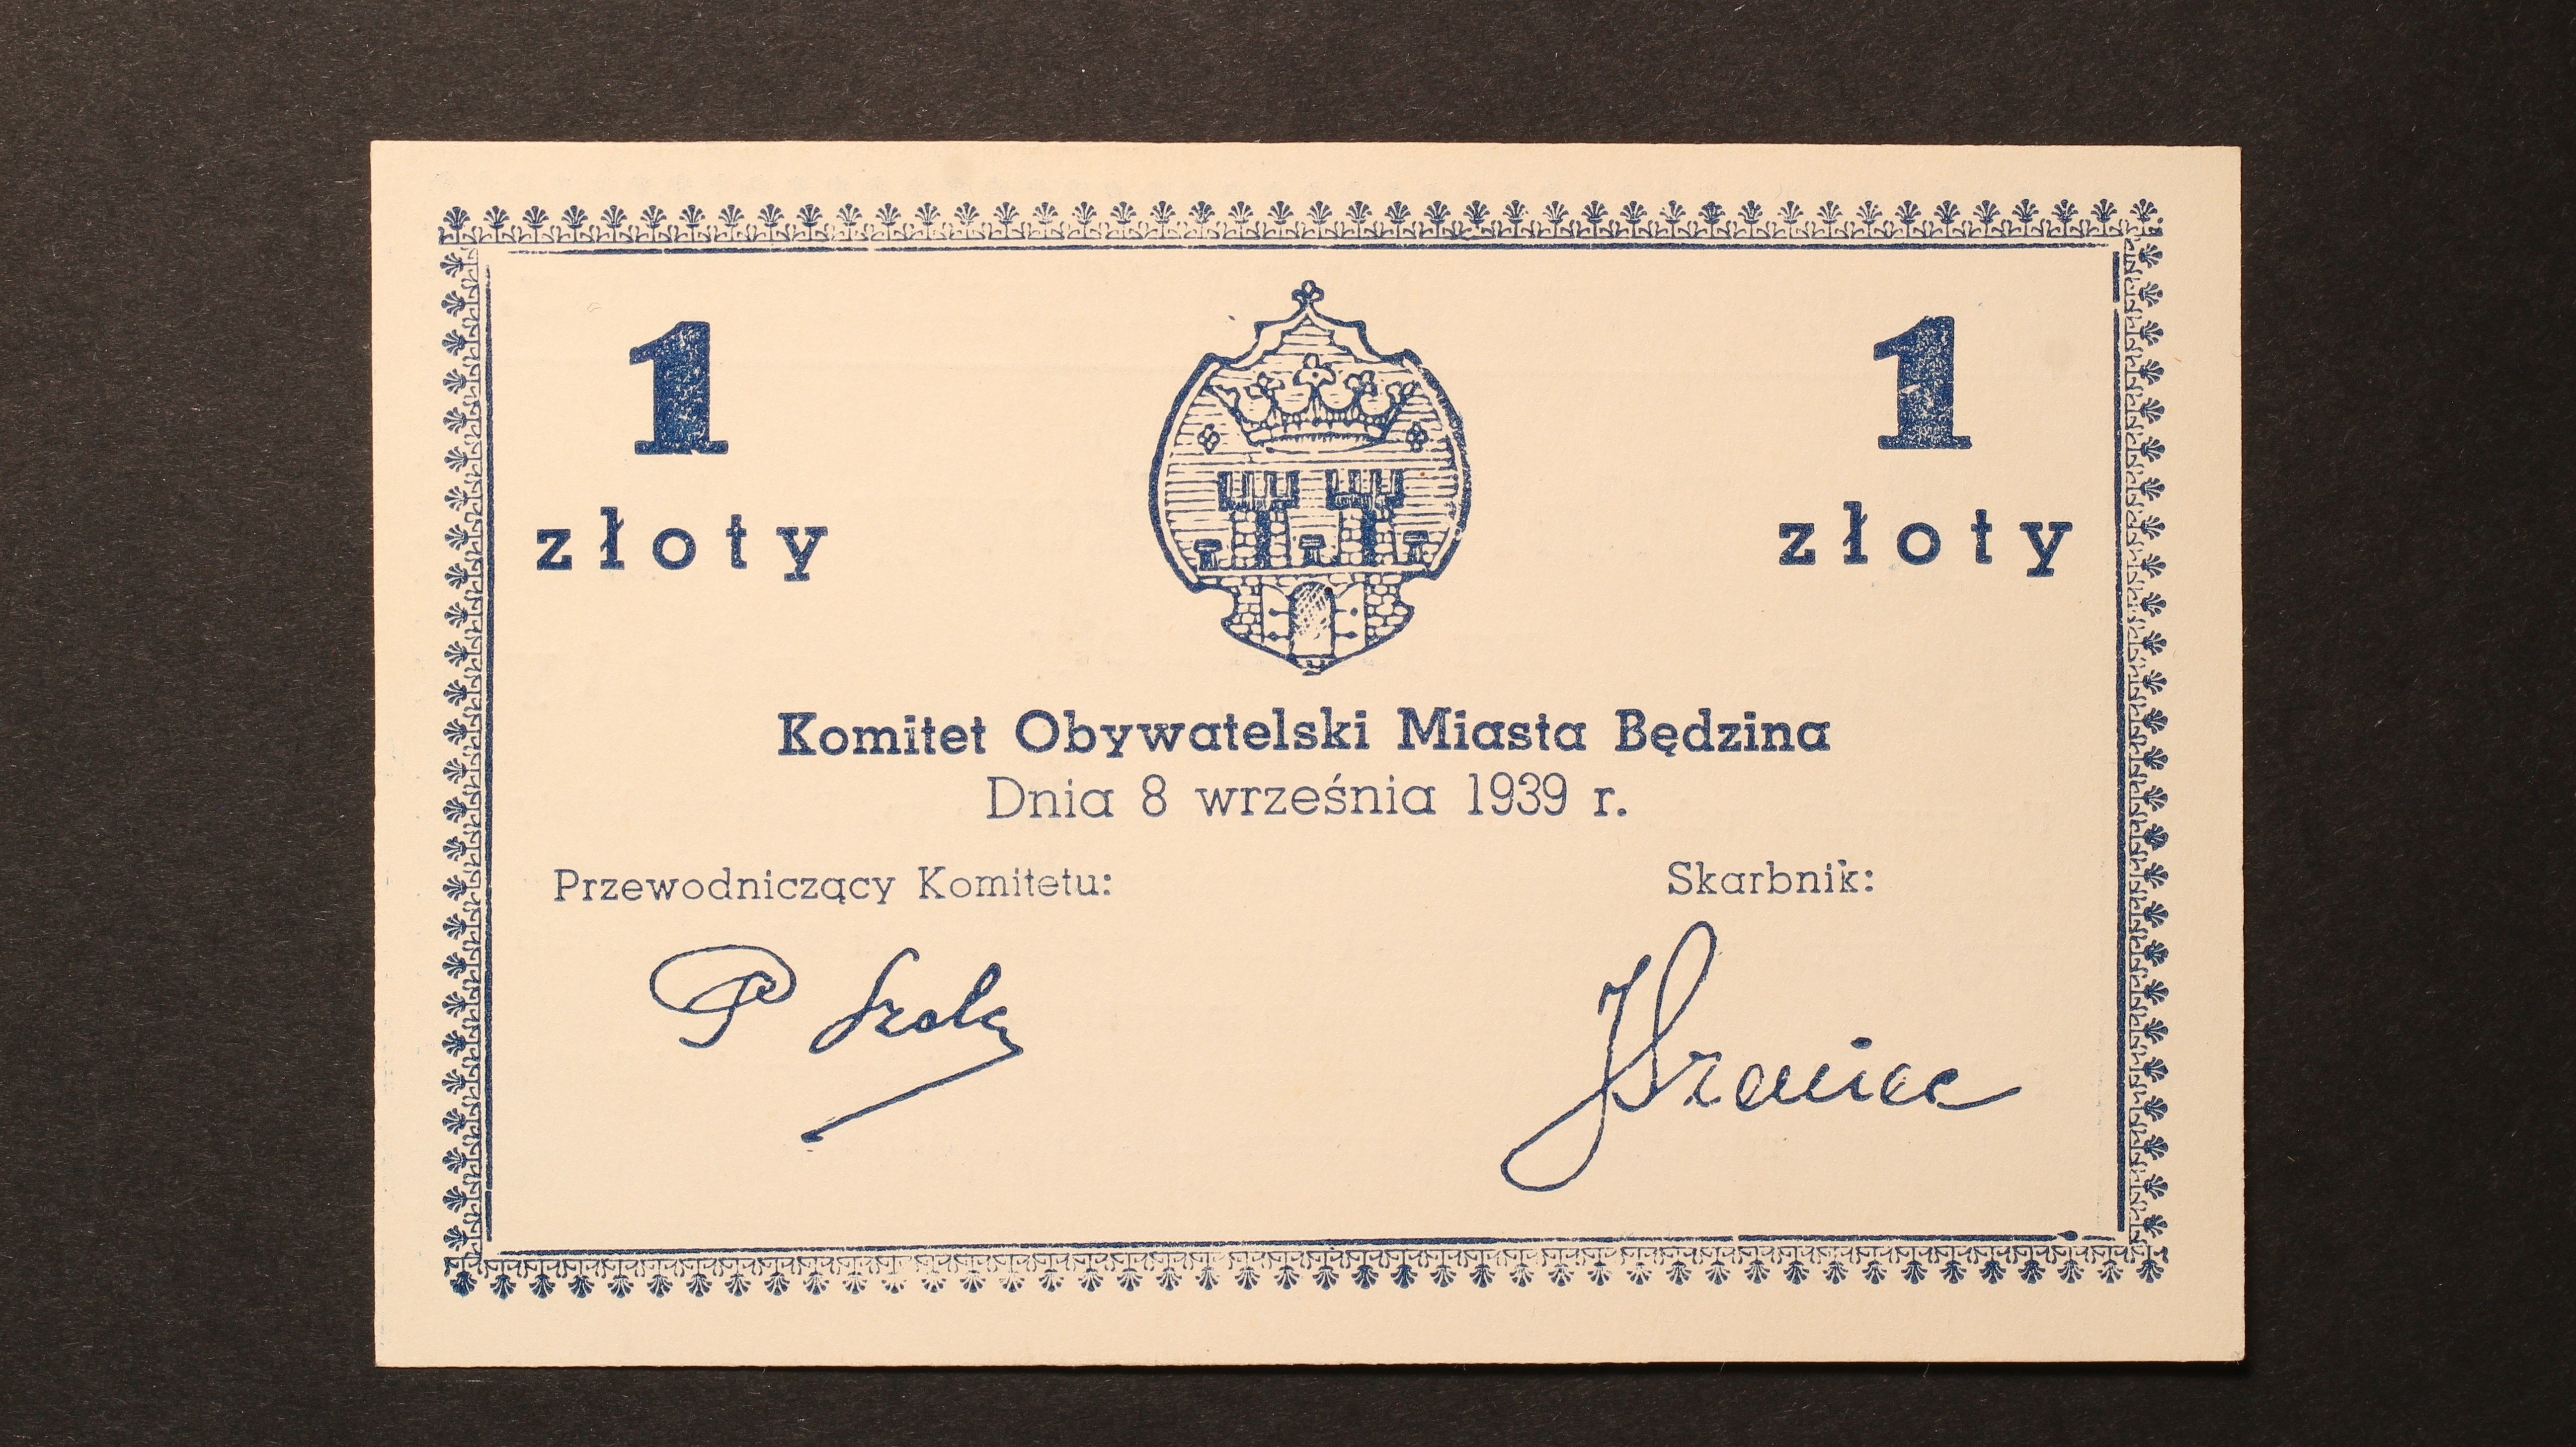 1 1
złoty złoty
Komitet Obywatelski Miasta Będzina
Dnia 8 września 1939 r.
Przewodniczący Komitetu: Skarbnik:
P